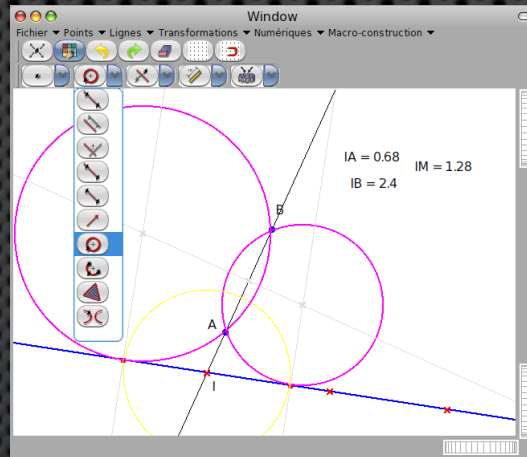 Window
Fichier Points Lignes Transformations Numériques Macro-construction
IA = 0.68
IM = 1.28
IB = 2.4
B
A
I